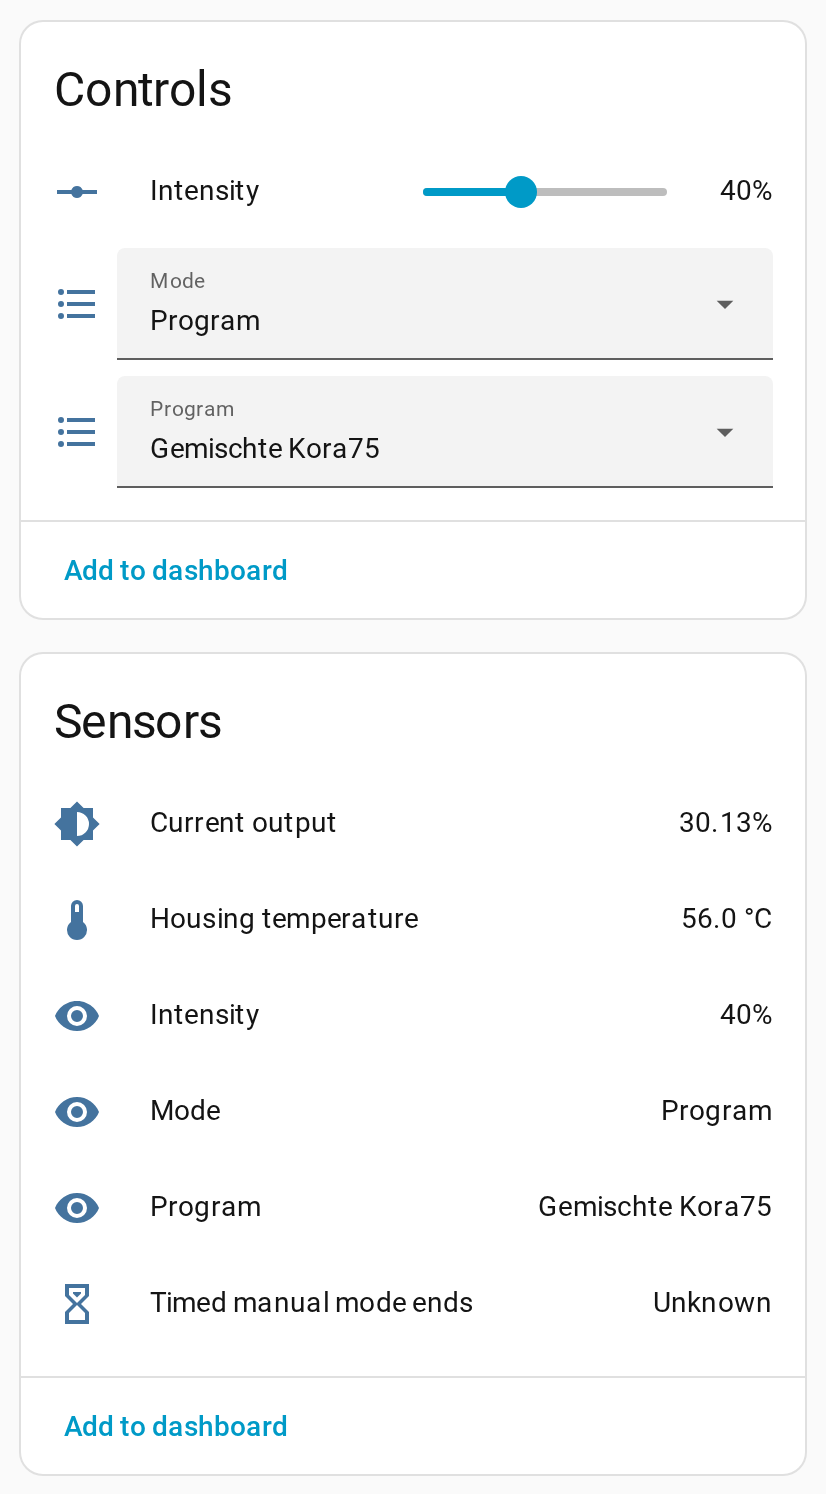 Controls
Intensity 40%
Mode
Program
Program
Gemischte Kora75
Add to dashboard
Sensors
Current output 30.13%
Housing temperature 56.0 °C
Intensity 40%
Mode Program
Program Gemischte Kora75
Timed manual mode ends Unknown
Add to dashboard